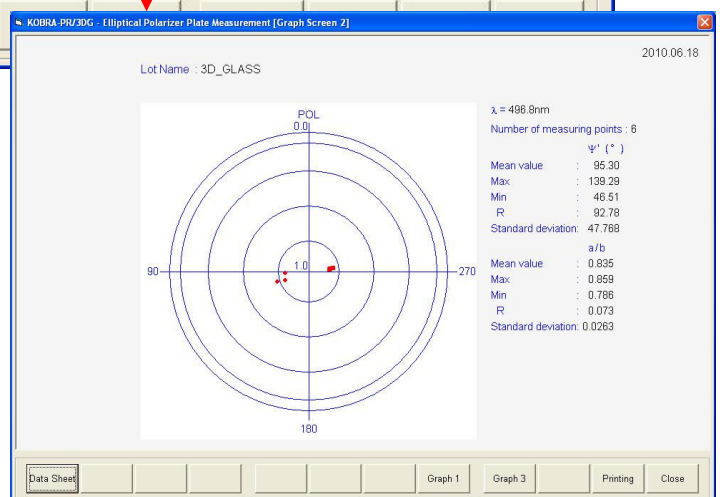 KOBRA-PR/3DG - Elliptical Polarizer Plate Measurement [Graph Screen 2]
2010.06.18
Lot Name : 3D_GLASS
POL
0.0
1.0
90
270
180
λ = 496.8nm
Number of measuring points : 6
Ψ' (° )
Mean value : 95.30
Max : 139.29
Min : 46.51
R : 92.78
Standard deviation: 47.768
a/b
Mean value : 0.835
Max : 0.859
Min : 0.786
R : 0.073
Standard deviation: 0.0263
Data Sheet
Graph 1
Graph 3
Printing
Close